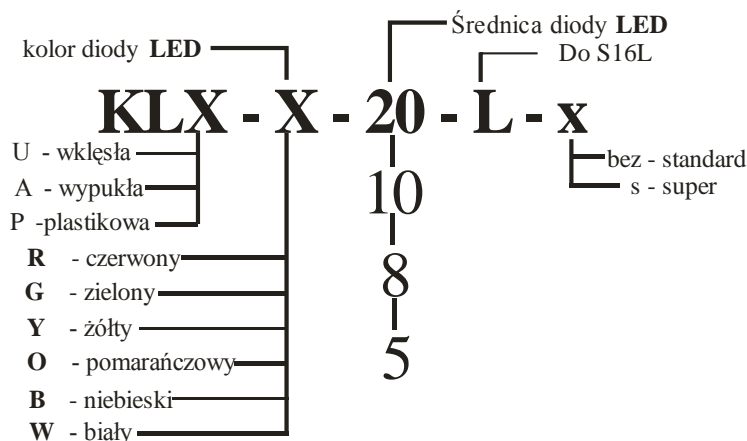 Średnica diody LED
kolor diody LED
Do S16L
KLX - X - 20 - L - x
U - wklęsła
bez - standard
A - wypukła
10
s - super
P -plastikowa
R - czerwony
8
G - zielony
Y - żółty
5
O - pomarańczowy
B - niebieski
W - biały